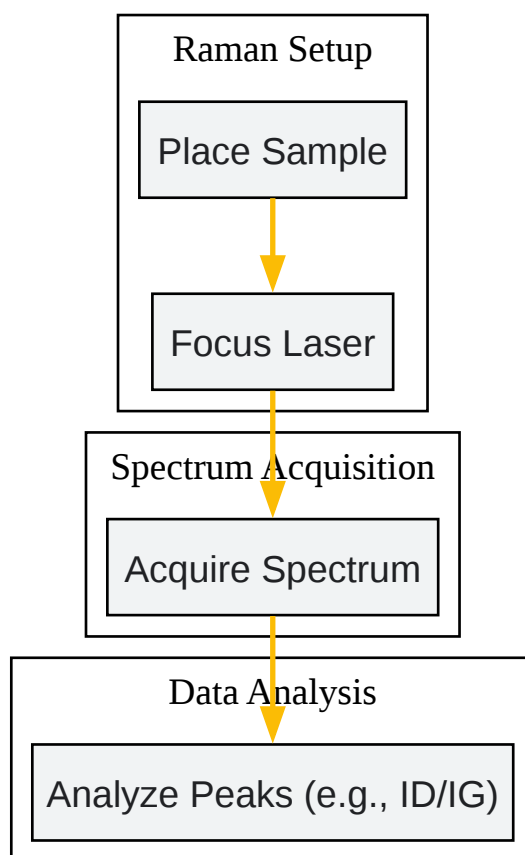 Raman Setup
Place Sample
Focus Laser
Spectrum Acquisition
Acquire Spectrum
Data Analysis
Analyze Peaks (e.g., ID/IG)